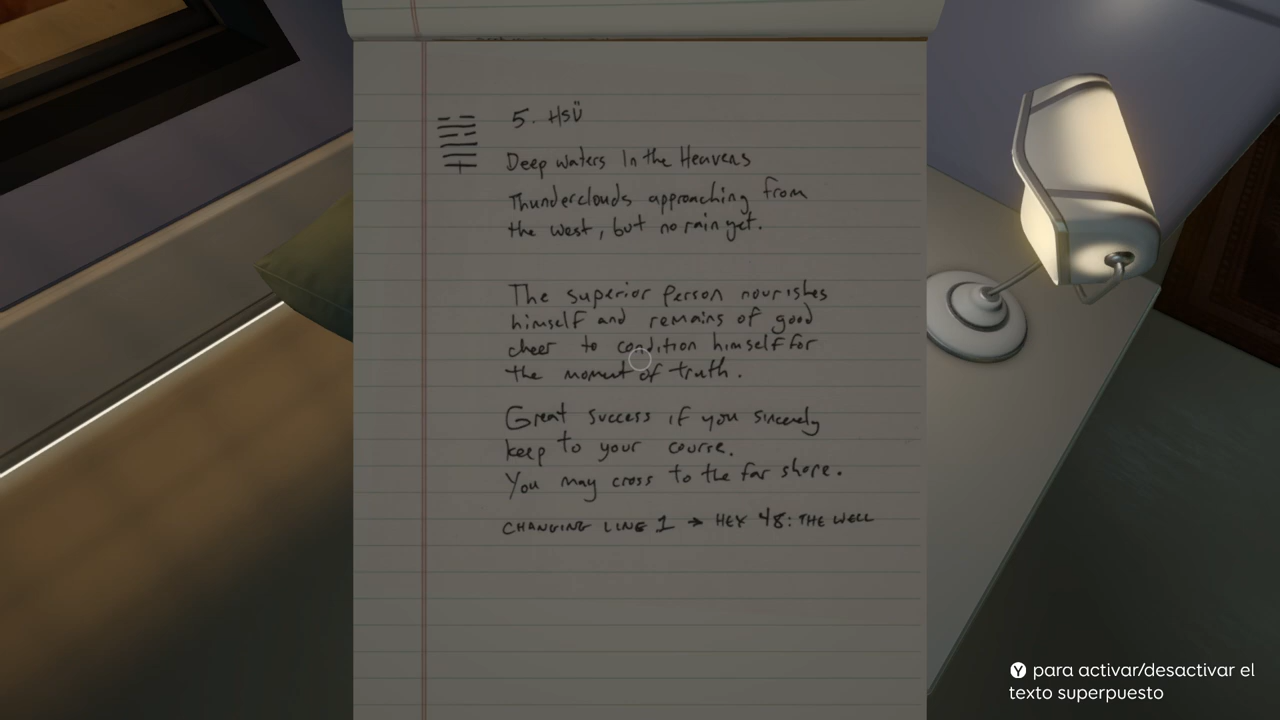 5. HSÜ
Deep waters In the Heavens
Thunderclouds approaching from
the west, but no rain yet.
The superior person nourishes
himself and remains of good
cheer to condition himself for
the moment of truth.
Great success if you sincerely
keep to your course.
You may cross to the far shore.
CHANGING LINE 1 → HEX 48: THE WELL
Y para activar/desactivar el
texto superpuesto